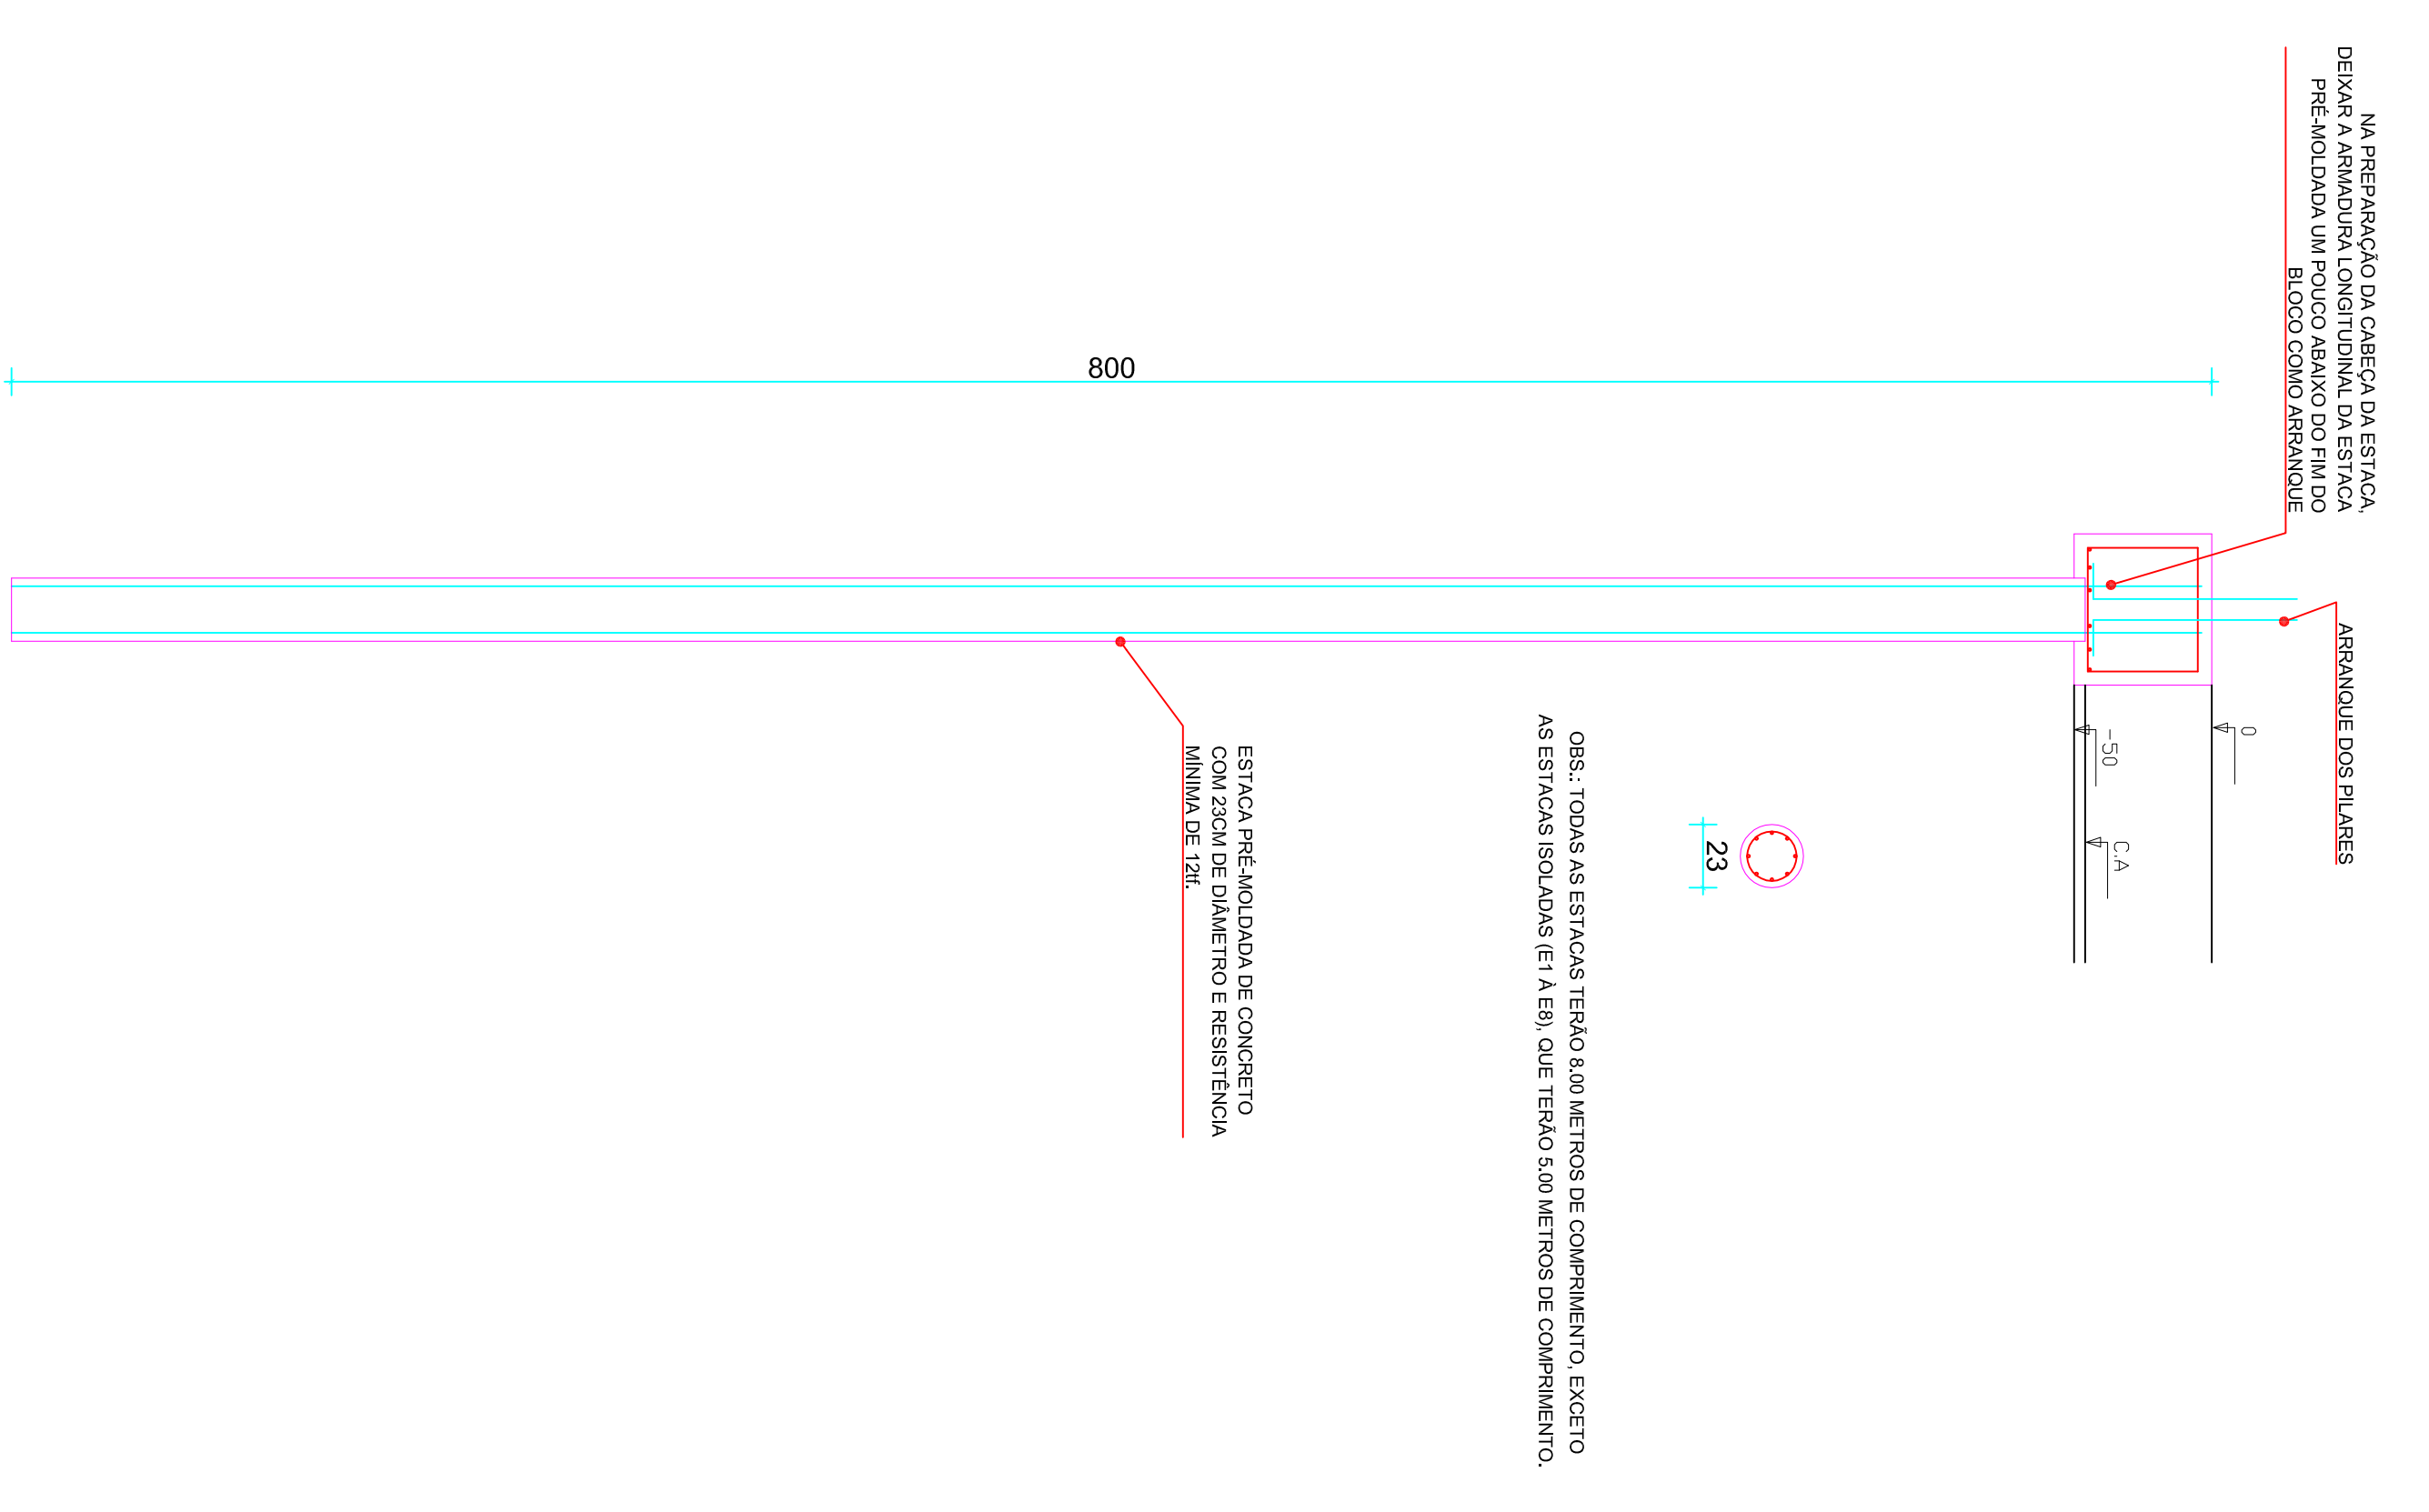 NA PREPARAÇÃO DA CABEÇA DA ESTACA,
DEIXAR A ARMADURA LONGITUDINAL DA ESTACA
PRÉ-MOLDADA UM POUCO ABAIXO DO FIM DO
BLOCO COMO ARRANQUE
ARRANQUE DOS PILARES
0
-50
C.A
800
23
OBS.: TODAS AS ESTACAS TERÃO 8.00 METROS DE COMPRIMENTO, EXCETO
AS ESTACAS ISOLADAS (E1 À E8), QUE TERÃO 5.00 METROS DE COMPRIMENTO.
ESTACA PRÉ-MOLDADA DE CONCRETO
COM 23CM DE DIÂMETRO E RESISTÊNCIA
MÍNIMA DE 12tf.